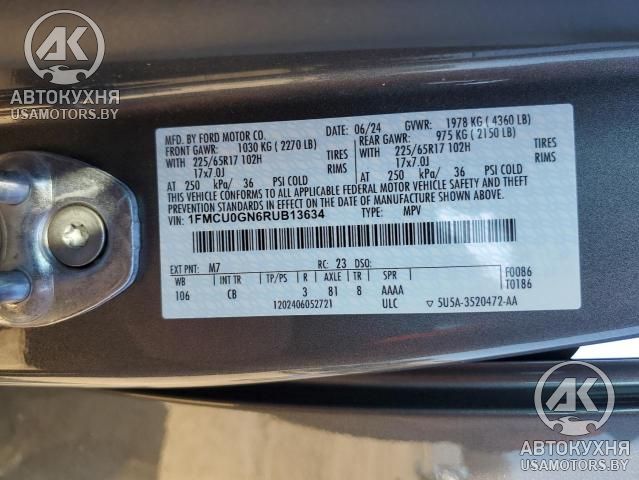 AK
АВТОКУХНЯ
USAMOTORS.BY
MFD. BY FORD MOTOR CO. 06/24 GVWR: 1978 KG ( 4360 LB)
FRONT GAWR: 1030 KG ( 2270 LB) REAR GAWR: 975 KG ( 2150 LB)
WITH 225/65R17 102H TIRES WITH 225/65R17 102H TIRES
17x7.0J RIMS 17x7.0J RIMS
AT 250 kPa/ 36 PSI COLD AT 250 kPa/ 36 PSI COLD
THIS VEHICLE CONFORMS TO ALL APPLICABLE FEDERAL MOTOR VEHICLE SAFETY AND THEFT
PREVENTION STANDARDS IN EFFECT ON THE DATE OF MANUFACTURE SHOWN ABOVE.
VIN: 1FMCU0GN6RUB13634 TYPE: MPV
EXT PNT: M7 RC: 23 DSO:
WB INT TR TP/PS R AXLE TR SPR F0086
106 CB 3 81 8 AAAA T0186
1202406052721 ULC ▽ 5U5A-3520472-AA
AK
АВТОКУХНЯ
USAMOTORS.BY